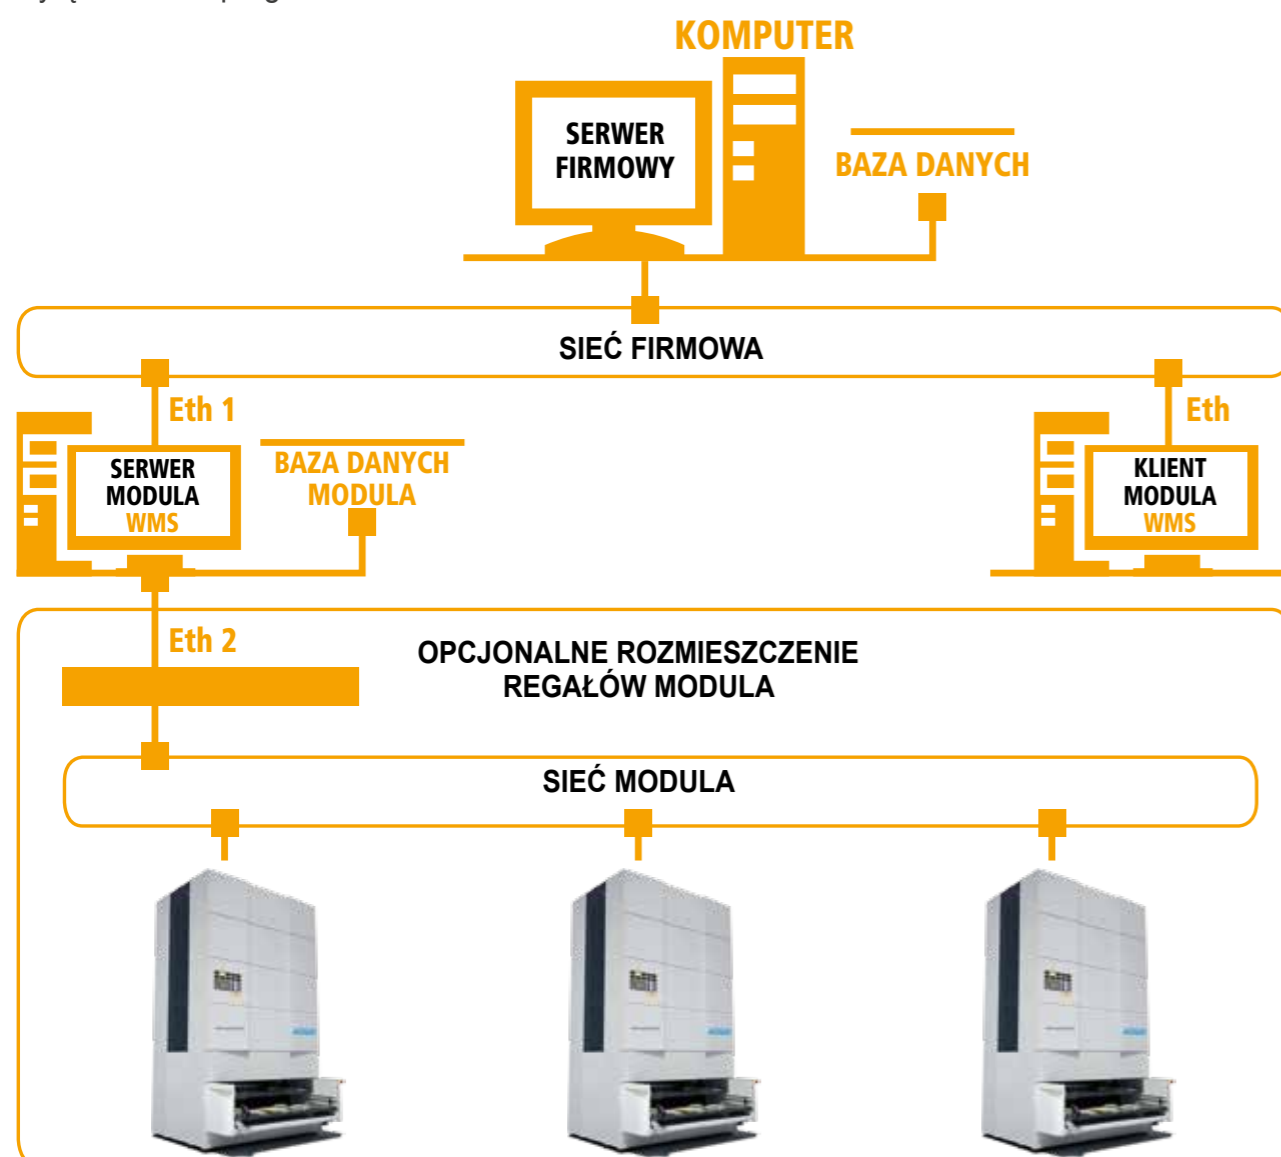 KOMPUTER
SERWER
FIRMOWY
BAZA DANYCH
SIEĆ FIRMOWA
Eth 1
Eth
SERWER
MODULA
WMS
BAZA DANYCH
MODULA
KLIENT
MODULA
WMS
Eth 2
OPCJONALNE ROZMIESZCZENIE
REGAŁÓW MODULA
SIEĆ MODULA